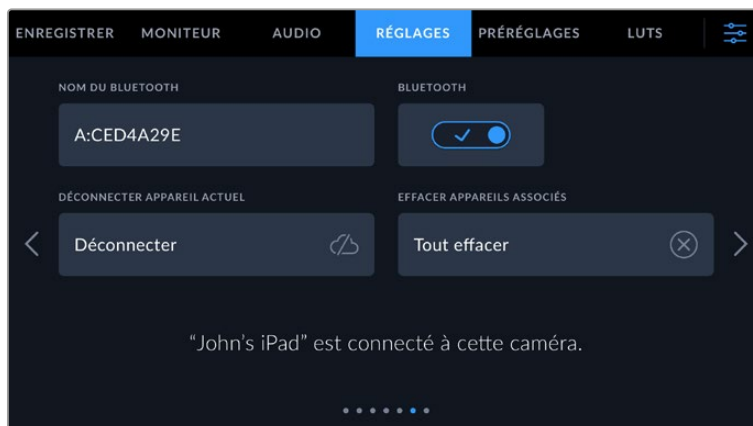 ENREGISTRER MONITEUR AUDIO RÉGLAGES PRÉRÉGLAGES LUTS
NOM DU BLUETOOTH BLUETOOTH
A:CED4A29E
DÉCONNECTER APPAREIL ACTUEL EFFACER APPAREILS ASSOCIÉS
Déconnecter Tout effacer
“John’s iPad” est connecté à cette caméra.